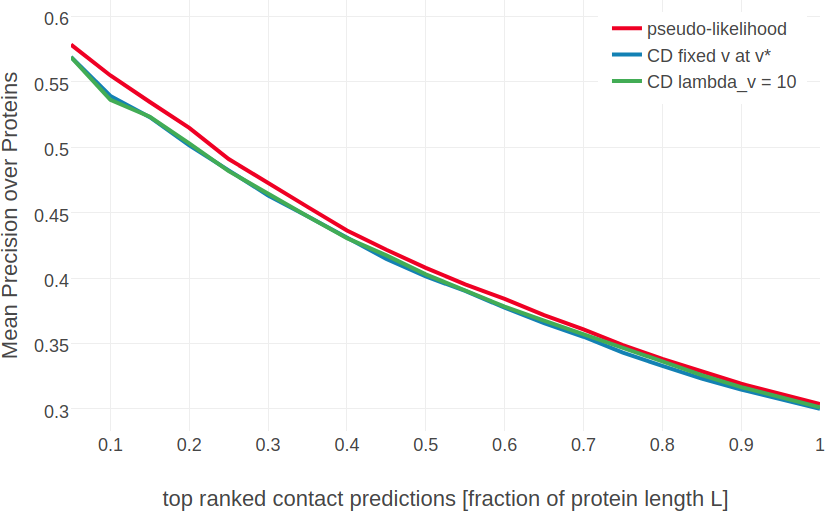 0.6
0.55
0.5
0.45
0.4
0.35
0.3
Mean Precision over Proteins
pseudo-likelihood
CD fixed v at v*
CD lambda_v = 10
0.1 0.2 0.3 0.4 0.5 0.6 0.7 0.8 0.9 1
top ranked contact predictions [fraction of protein length L]